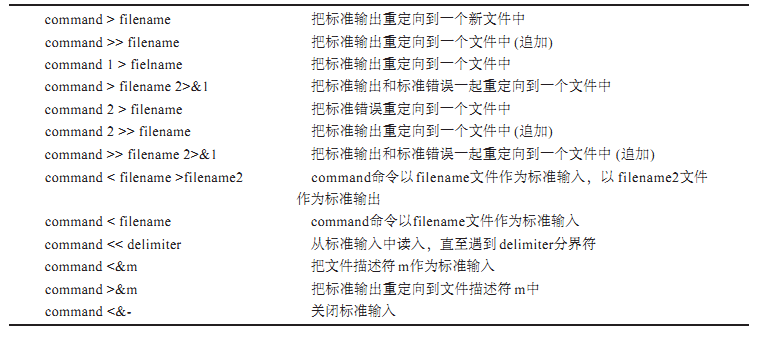 command > filename 把标准输出重定向到一个新文件中
command >> filename 把标准输出重定向到一个文件中(追加)
command 1 > fielname 把标准输出重定向到一个文件中
command > filename 2>&1 把标准输出和标准错误一起重定向到一个文件中
command 2 > filename 把标准错误重定向到一个文件中
command 2 >> filename 把标准输出重定向到一个文件中(追加)
command >> filename 2>&1 把标准输出和标准错误一起重定向到一个文件中(追加)
command < filename >filename2 command命令以filename文件作为标准输入，以filename2文件
作为标准输出
command < filename command命令以filename文件作为标准输入
command << delimiter 从标准输入中读入，直至遇到delimiter分界符
command <&m 把文件描述符m作为标准输入
command >&m 把标准输出重定向到文件描述符m中
command <&- 关闭标准输入